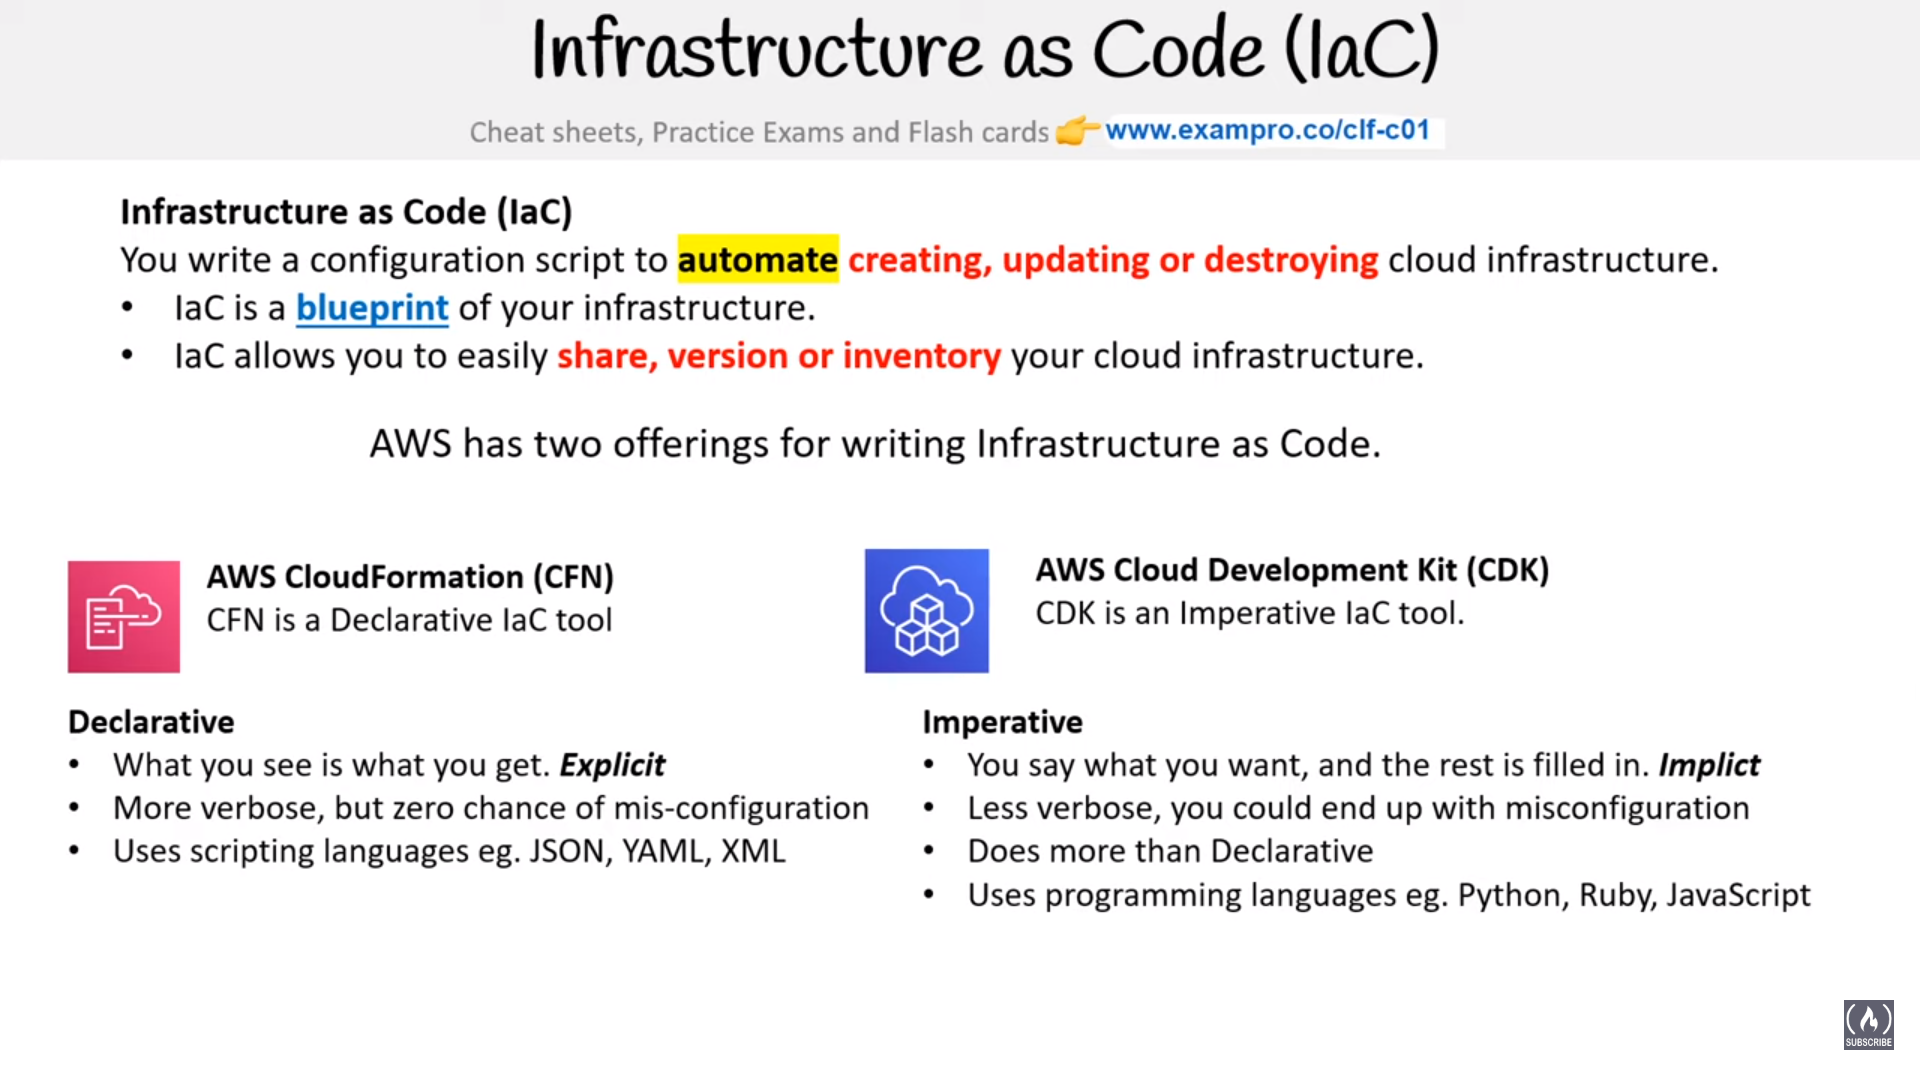 Infrastructure as Code (IaC)
Cheat sheets, Practice Exams and Flash cards 👉 www.exampro.co/clf-c01
Infrastructure as Code (IaC)
You write a configuration script to automate creating, updating or destroying cloud infrastructure.
• IaC is a blueprint of your infrastructure.
• IaC allows you to easily share, version or inventory your cloud infrastructure.
AWS has two offerings for writing Infrastructure as Code.
AWS CloudFormation (CFN)
CFN is a Declarative IaC tool
AWS Cloud Development Kit (CDK)
CDK is an Imperative IaC tool.
Declarative
• What you see is what you get. Explicit
• More verbose, but zero chance of mis-configuration
• Uses scripting languages eg. JSON, YAML, XML
Imperative
• You say what you want, and the rest is filled in. Implict
• Less verbose, you could end up with misconfiguration
• Does more than Declarative
• Uses programming languages eg. Python, Ruby, JavaScript
SUBSCRIBE